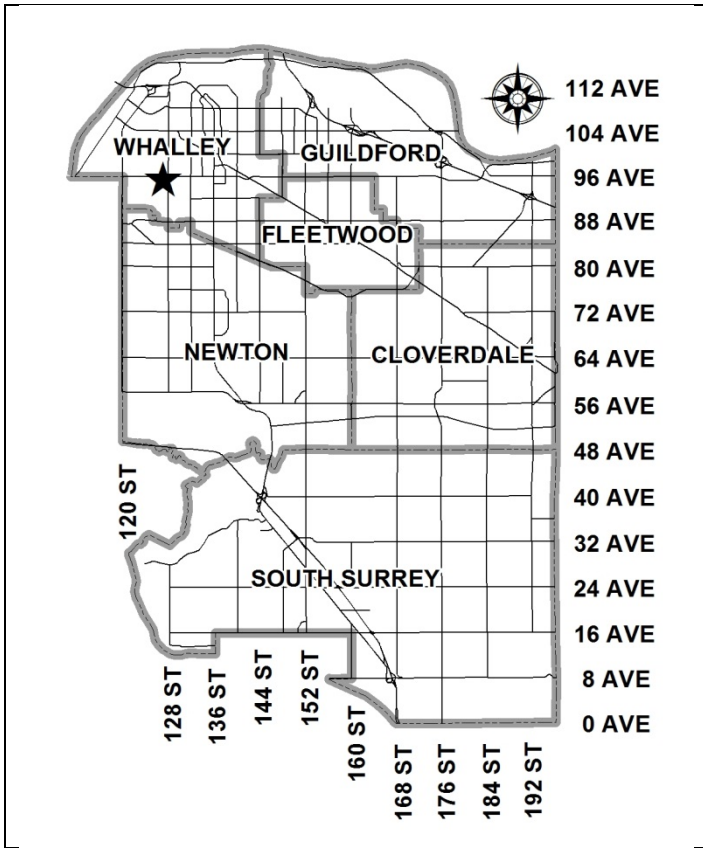 112 AVE
104 AVE
WHALLEY
GUILDFORD
96 AVE
88 AVE
FLEETWOOD
80 AVE
72 AVE
NEWTON
CLOVERDALE
64 AVE
56 AVE
48 AVE
120 ST
40 AVE
32 AVE
SOUTH SURREY
24 AVE
16 AVE
8 AVE
0 AVE
128 ST
136 ST
144 ST
152 ST
160 ST
168 ST
176 ST
184 ST
192 ST